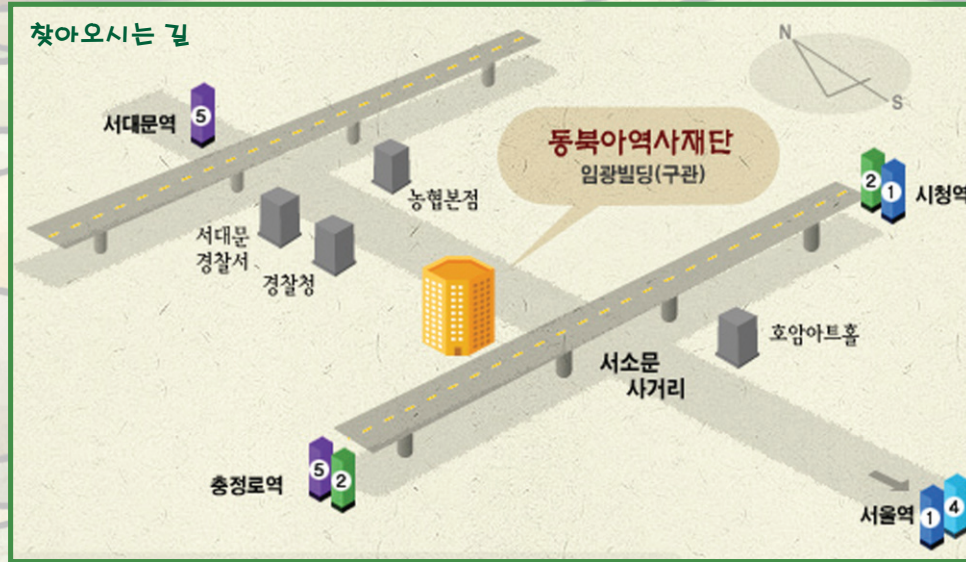 찾아오시는 길
N
S
5
서대문역
동북아역사재단
임광빌딩(구관)
2
1
시청역
농협본점
서대문
경찰서
경찰청
호암아트홀
서소문
사거리
5
2
충정로역
서울역
1
4